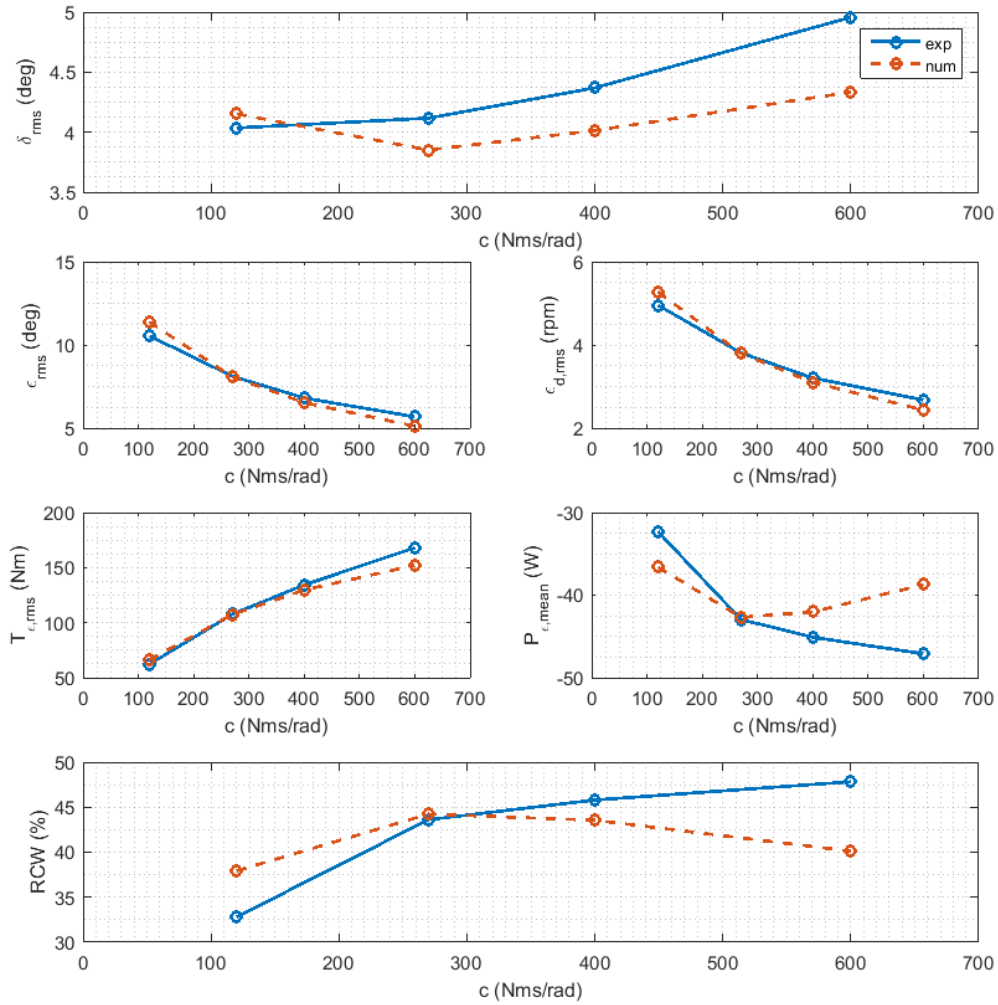 5
4.5
4
3.5
δrms (deg)
exp
num
0 100 200 300 400 500 600 700
c (Nms/rad)
15
10
5
ϵrms (deg)
0 100 200 300 400 500 600 700
c (Nms/rad)
6
4
2
ϵd,rms (rpm)
0 100 200 300 400 500 600 700
c (Nms/rad)
200
150
100
50
Tϵ,rms (Nm)
0 100 200 300 400 500 600 700
c (Nms/rad)
-30
-40
-50
Pϵ,mean (W)
0 100 200 300 400 500 600 700
c (Nms/rad)
50
45
40
35
30
RCW (%)
0 100 200 300 400 500 600 700
c (Nms/rad)